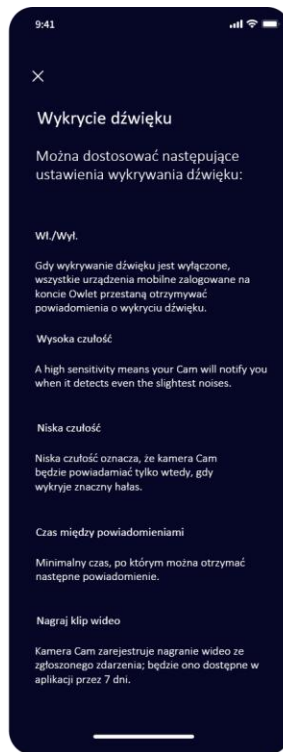 9:41
Wykrycie dźwięku
Można dostosować następujące
ustawienia wykrywania dźwięku:
Wł./Wył.
Gdy wykrywanie dźwięku jest wyłączone,
wszystkie urządzenia mobilne zalogowane na
koncie Owlet przestaną otrzymywać
powiadomienia o wykryciu dźwięku.
Wysoka czułość
A high sensitivity means your Cam will notify you
when it detects even the slightest noises.
Niska czułość
Niska czułość oznacza, że kamera Cam
będzie powiadamiać tylko wtedy, gdy
wykryje znaczny hałas.
Czas między powiadomieniami
Minimalny czas, po którym można otrzymać
następne powiadomienie.
Nagraj klip wideo
Kamera Cam zarejestruje nagranie wideo ze
zgłoszonego zdarzenia; będzie ono dostępne w
aplikacji przez 7 dni.